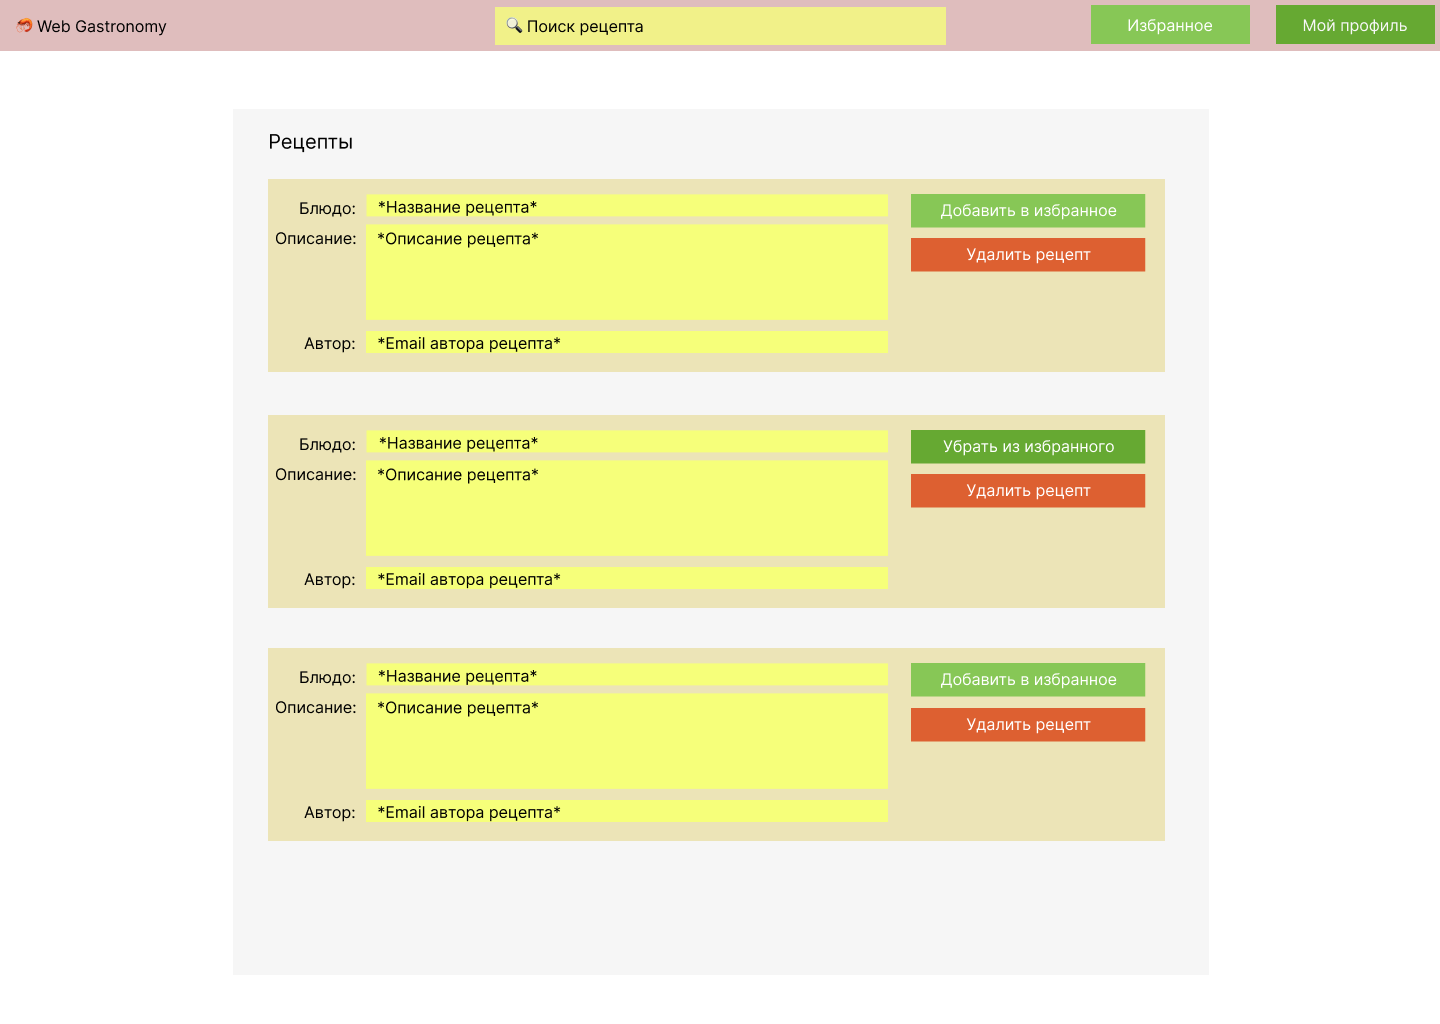 Web Gastronomy
Поиск рецепта
Избранное
Мой профиль
Рецепты
Блюдо: *Название рецепта*
Добавить в избранное
Описание: *Описание рецепта*
Удалить рецепт
Автор: *Email автора рецепта*
Блюдо: *Название рецепта*
Убрать из избранного
Описание: *Описание рецепта*
Удалить рецепт
Автор: *Email автора рецепта*
Блюдо: *Название рецепта*
Добавить в избранное
Описание: *Описание рецепта*
Удалить рецепт
Автор: *Email автора рецепта*